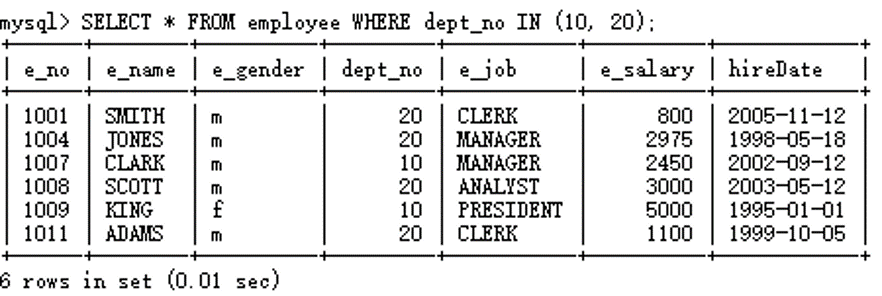 mysql> SELECT * FROM employee WHERE dept_no IN (10, 20);
+------+--------+----------+---------+-----------+----------+------------+
| e_no | e_name | e_gender | dept_no | e_job | e_salary | hireDate |
+------+--------+----------+---------+-----------+----------+------------+
| 1001 | SMITH | m | 20 | CLERK | 800 | 2005-11-12 |
| 1004 | JONES | m | 20 | MANAGER | 2975 | 1998-05-18 |
| 1007 | CLARK | m | 10 | MANAGER | 2450 | 2002-09-12 |
| 1008 | SCOTT | m | 20 | ANALYST | 3000 | 2003-05-12 |
| 1009 | KING | f | 10 | PRESIDENT | 5000 | 1995-01-01 |
| 1011 | ADAMS | m | 20 | CLERK | 1100 | 1999-10-05 |
+------+--------+----------+---------+-----------+----------+------------+
6 rows in set (0.01 sec)